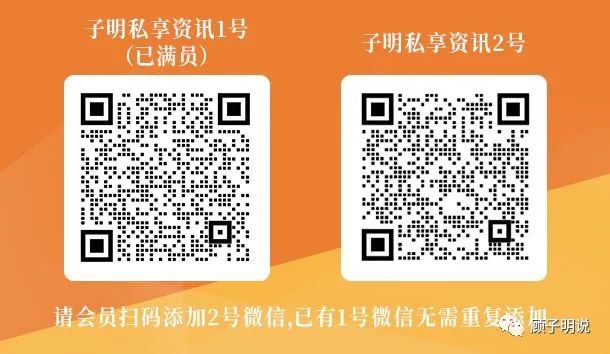 子明私享资讯1号
(已满员)
子明私享资讯2号
请会员扫码添加2号微信,已有1号微信无需重复添加
顾子明说